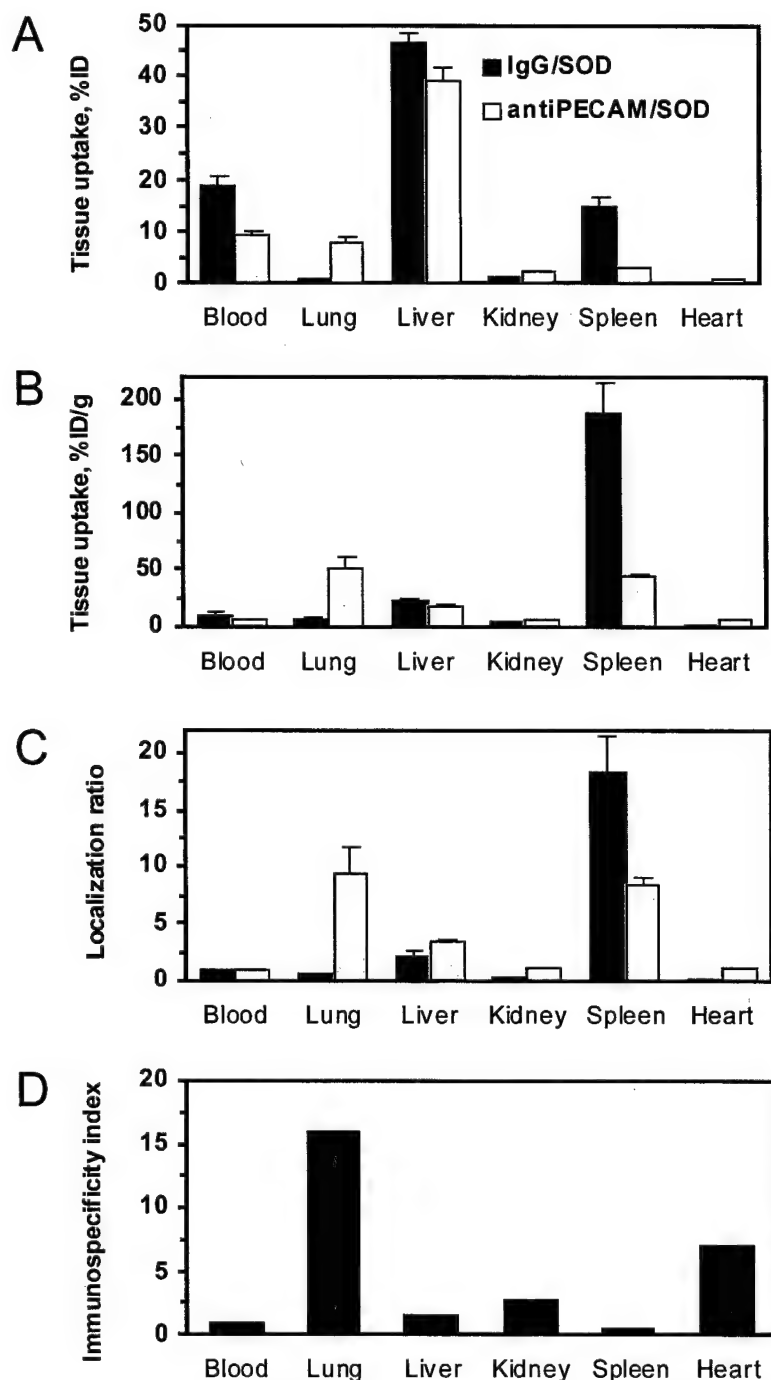 A
Tissue uptake, %ID
50
40
30
20
10
0
IgG/SOD
antiPECAM/SOD
Blood Lung Liver Kidney Spleen Heart
B
Tissue uptake, %ID/g
200
150
100
50
0
Blood Lung Liver Kidney Spleen Heart
C
Localization ratio
20
15
10
5
0
Blood Lung Liver Kidney Spleen Heart
D
Immunospecificity index
20
15
10
5
0
Blood Lung Liver Kidney Spleen Heart